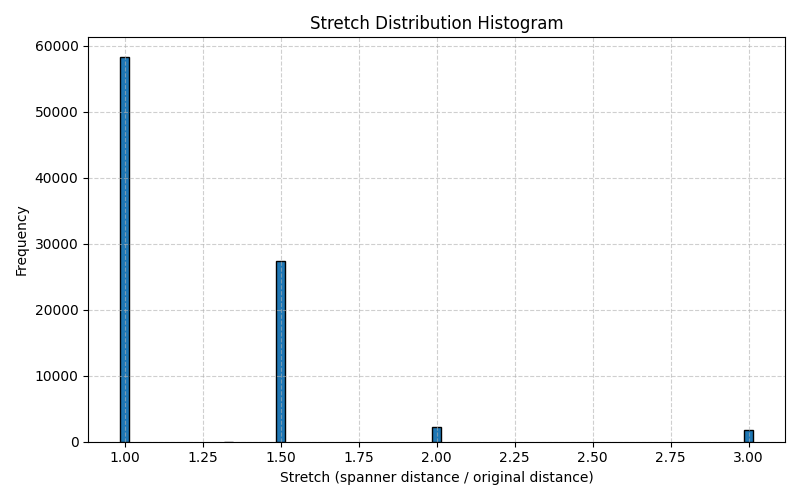 Stretch Distribution Histogram
60000
50000
40000
30000
20000
10000
0
Frequency
1.00 1.25 1.50 1.75 2.00 2.25 2.50 2.75 3.00
Stretch (spanner distance / original distance)